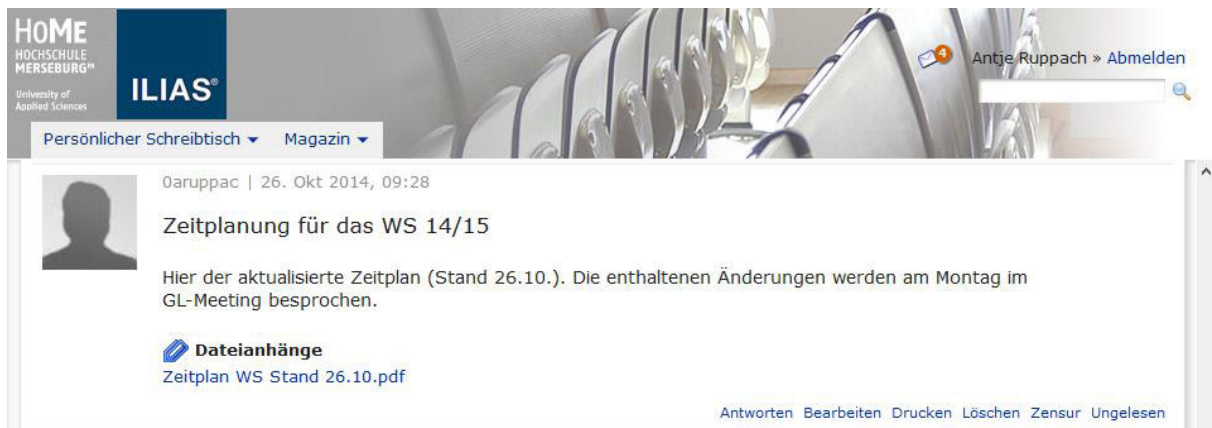 HOME
HOCHSCHULE
MERSEBURG™
University of
Applied Sciences
ILIAS®
4
Antje Ruppach » Abmelden
Persönlicher Schreibtisch
Magazin
0aruppac | 26. Okt 2014, 09:28
Zeitplanung für das WS 14/15
Hier der aktualisierte Zeitplan (Stand 26.10.). Die enthaltenen Änderungen werden am Montag im
GL-Meeting besprochen.
Dateianhänge
Zeitplan WS Stand 26.10.pdf
Antworten Bearbeiten Drucken Löschen Zensur Ungelesen